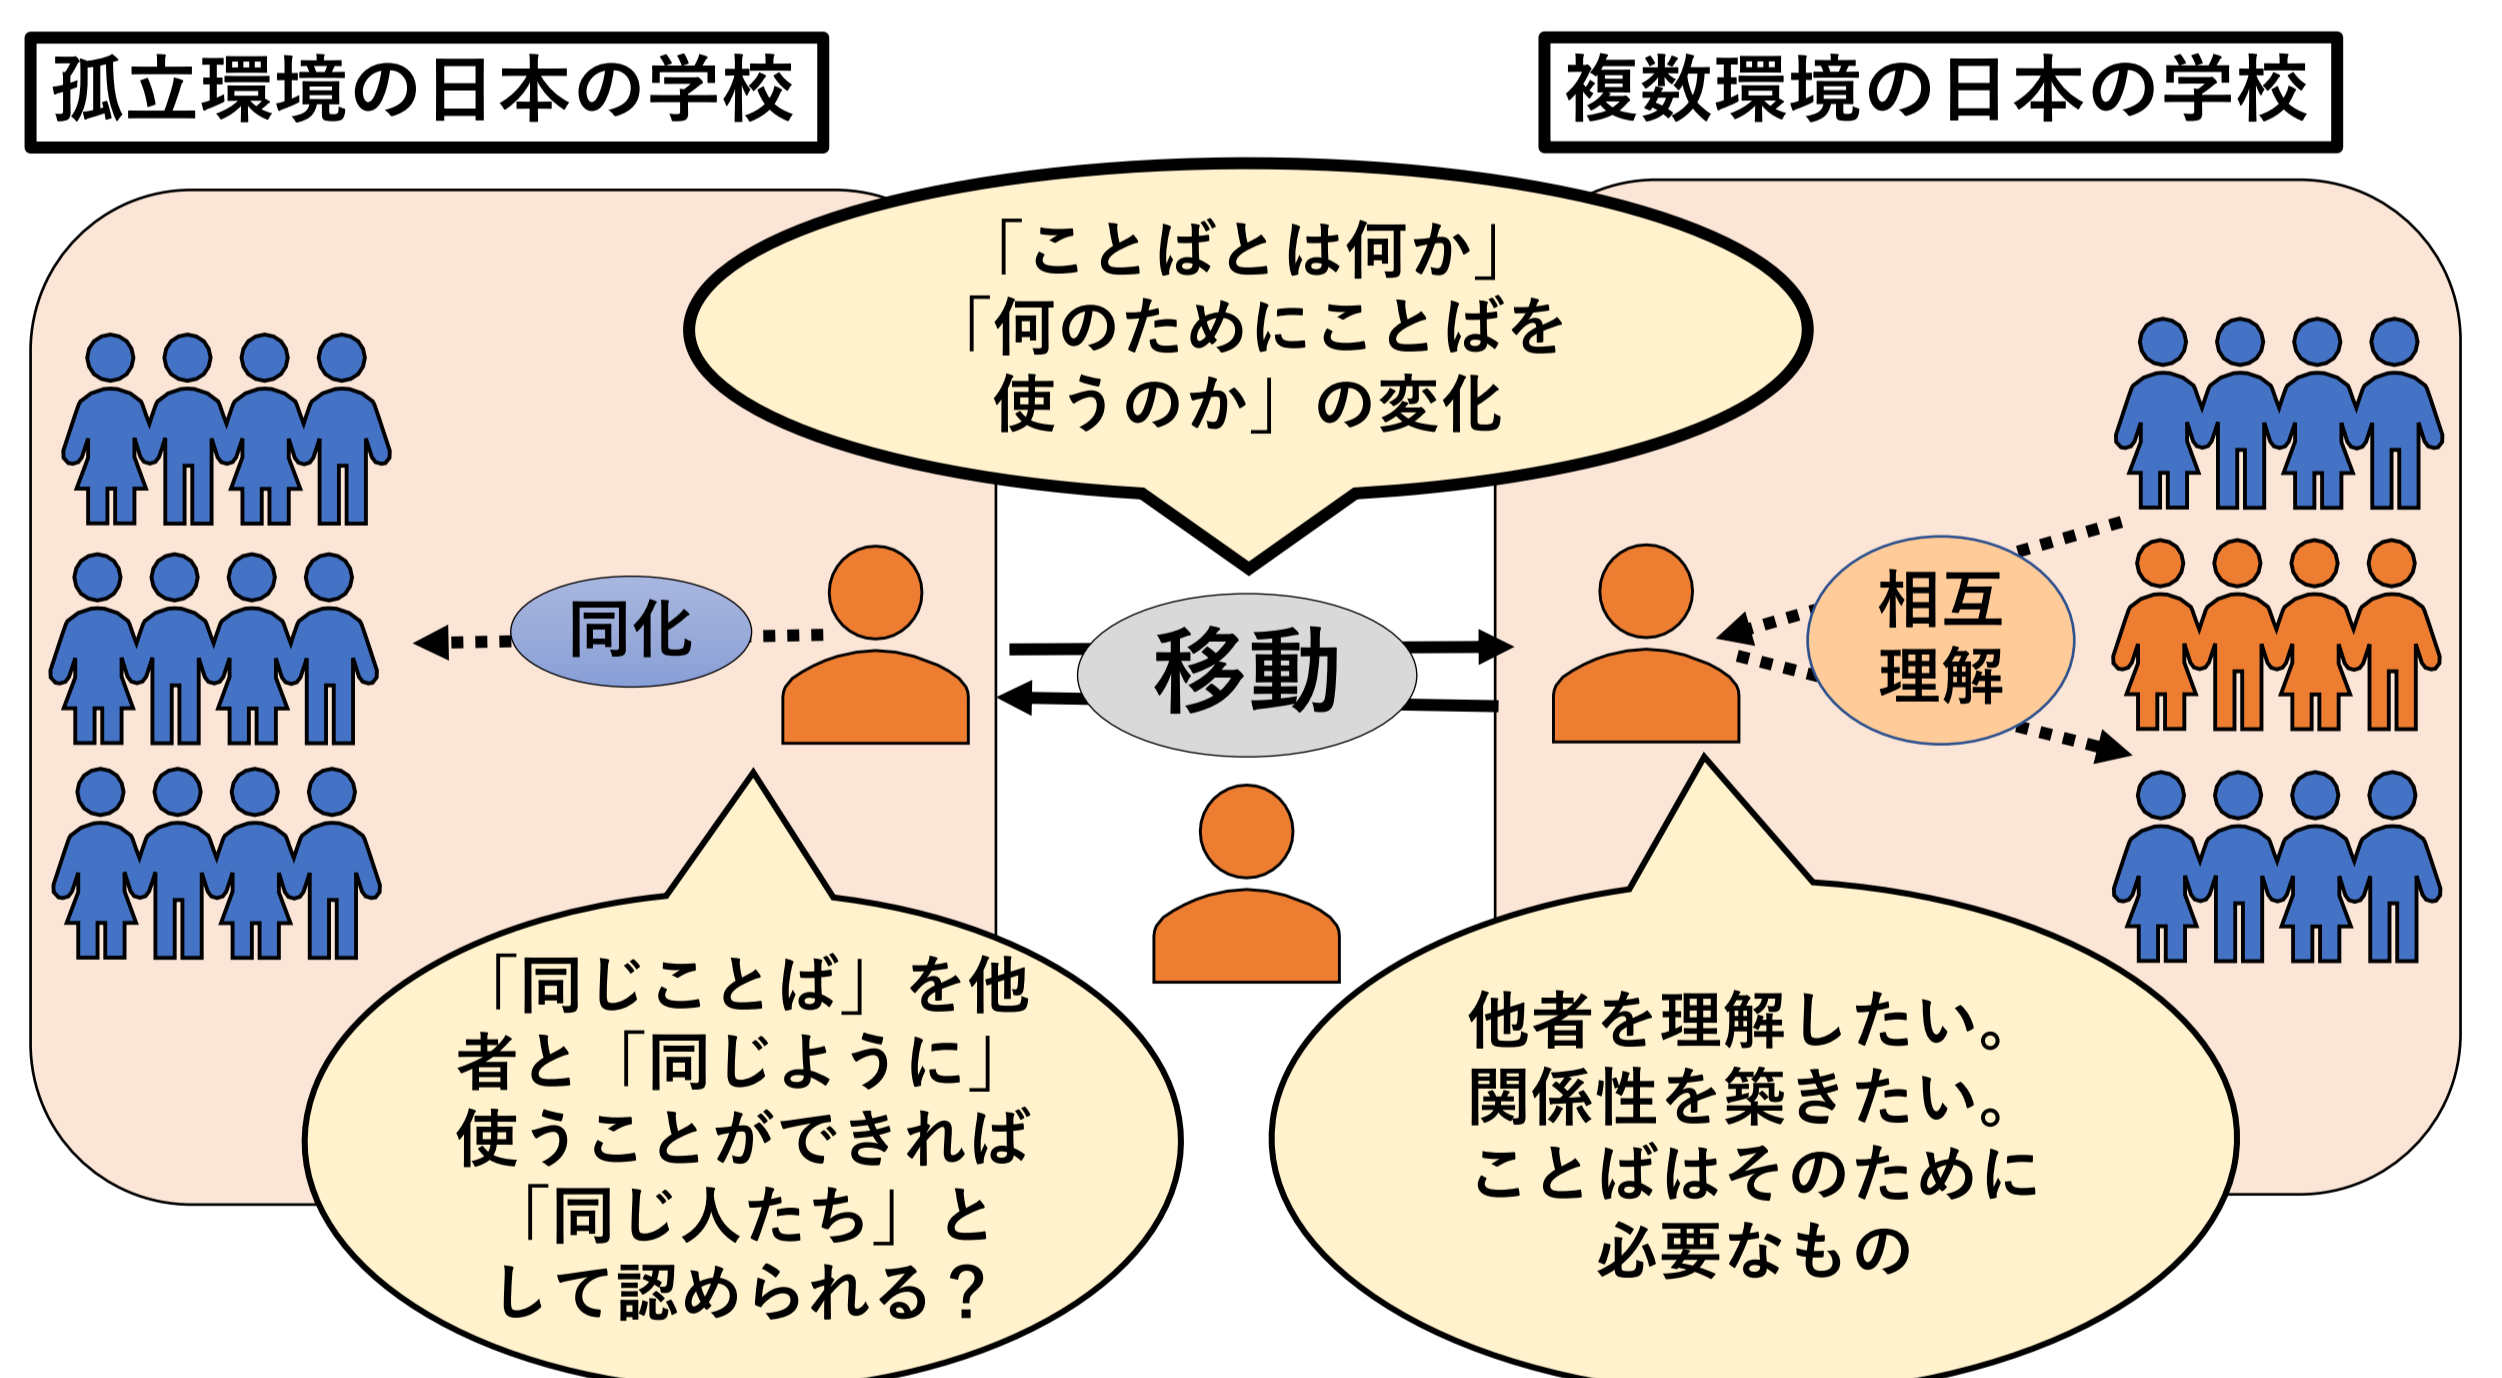 孤立環境の日本の学校
複数環境の日本の学校
「ことばとは何か」
「何のためにことばを
使うのか」の変化
同化
移動
相互
理解
「同じことば」を他
者と「同じように」
使うことができれば
「同じ人たち」と
して認められる？
他者を理解したい。
関係性を築きたい。
ことばはそのために
必要なもの